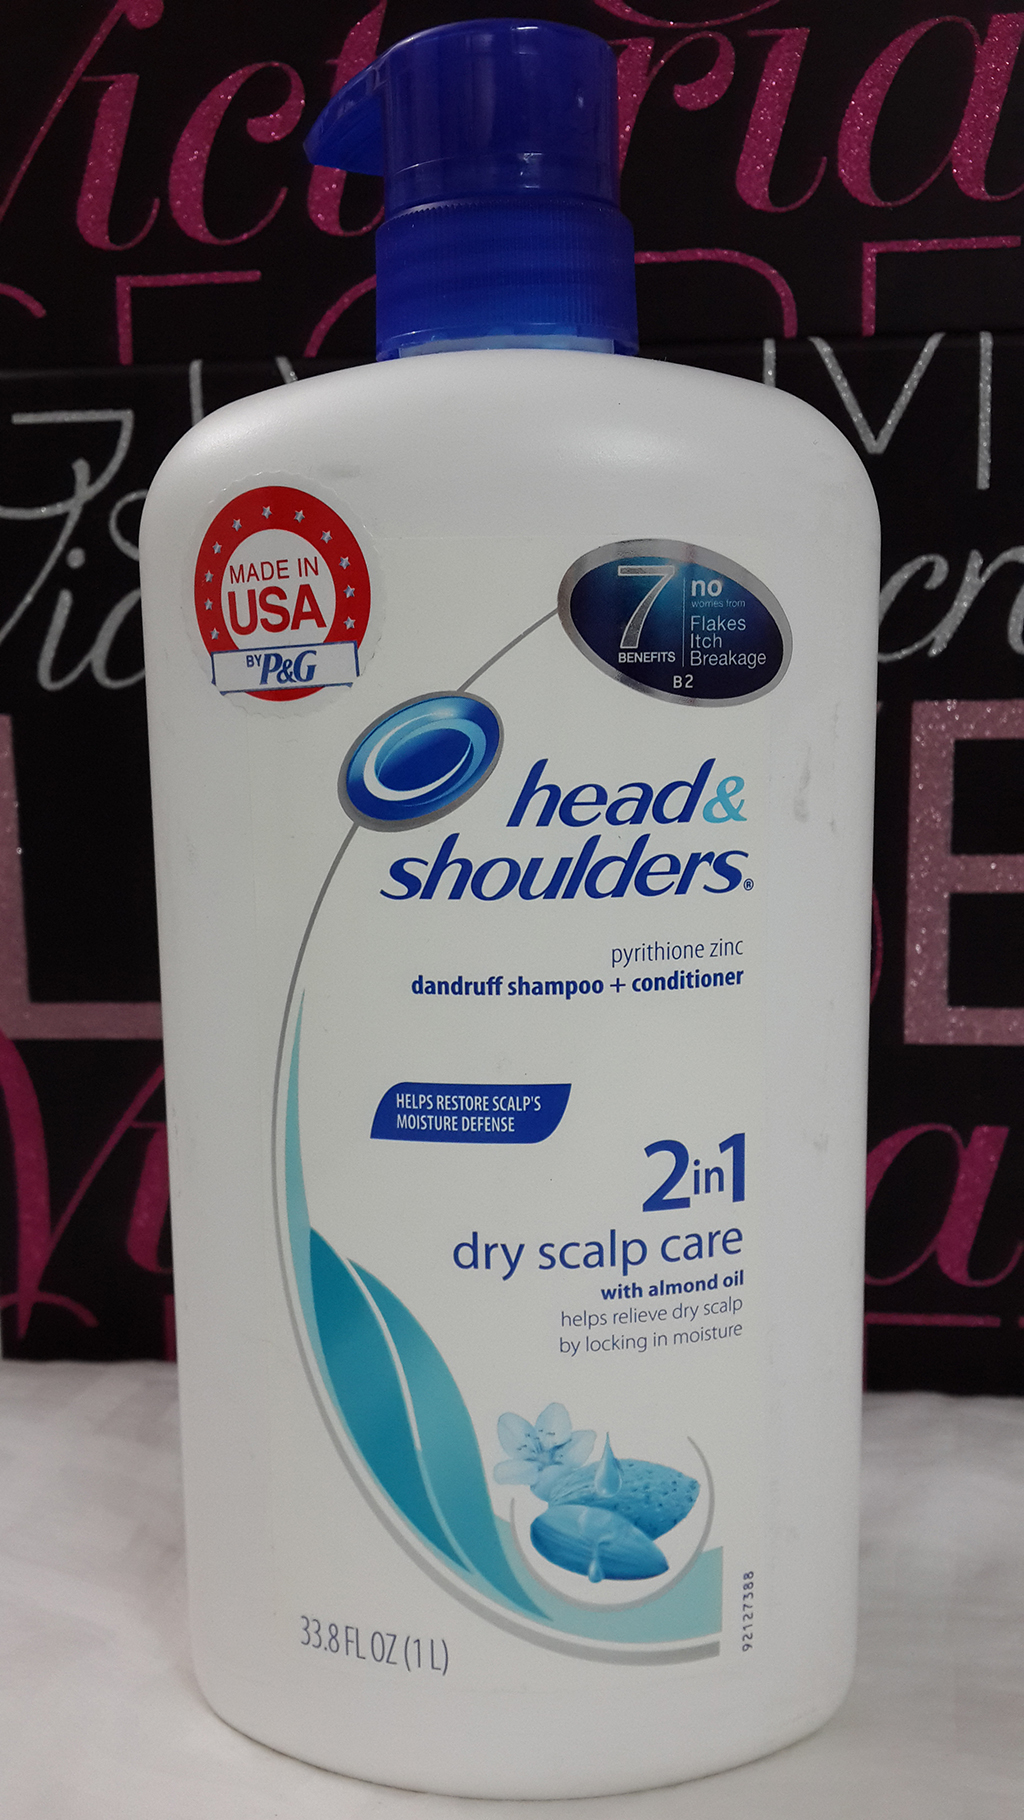 Victoria
MADE IN
USA
BY P&G
7
BENEFITS
no
worries from
Flakes
Itch
Breakage
B2
head&
shoulders®
pyrithione zinc
dandruff shampoo + conditioner
HELPS RESTORE SCALP'S
MOISTURE DEFENSE
2in1
dry scalp care
with almond oil
helps relieve dry scalp
by locking in moisture
33.8 FL OZ (1 L)
92127388